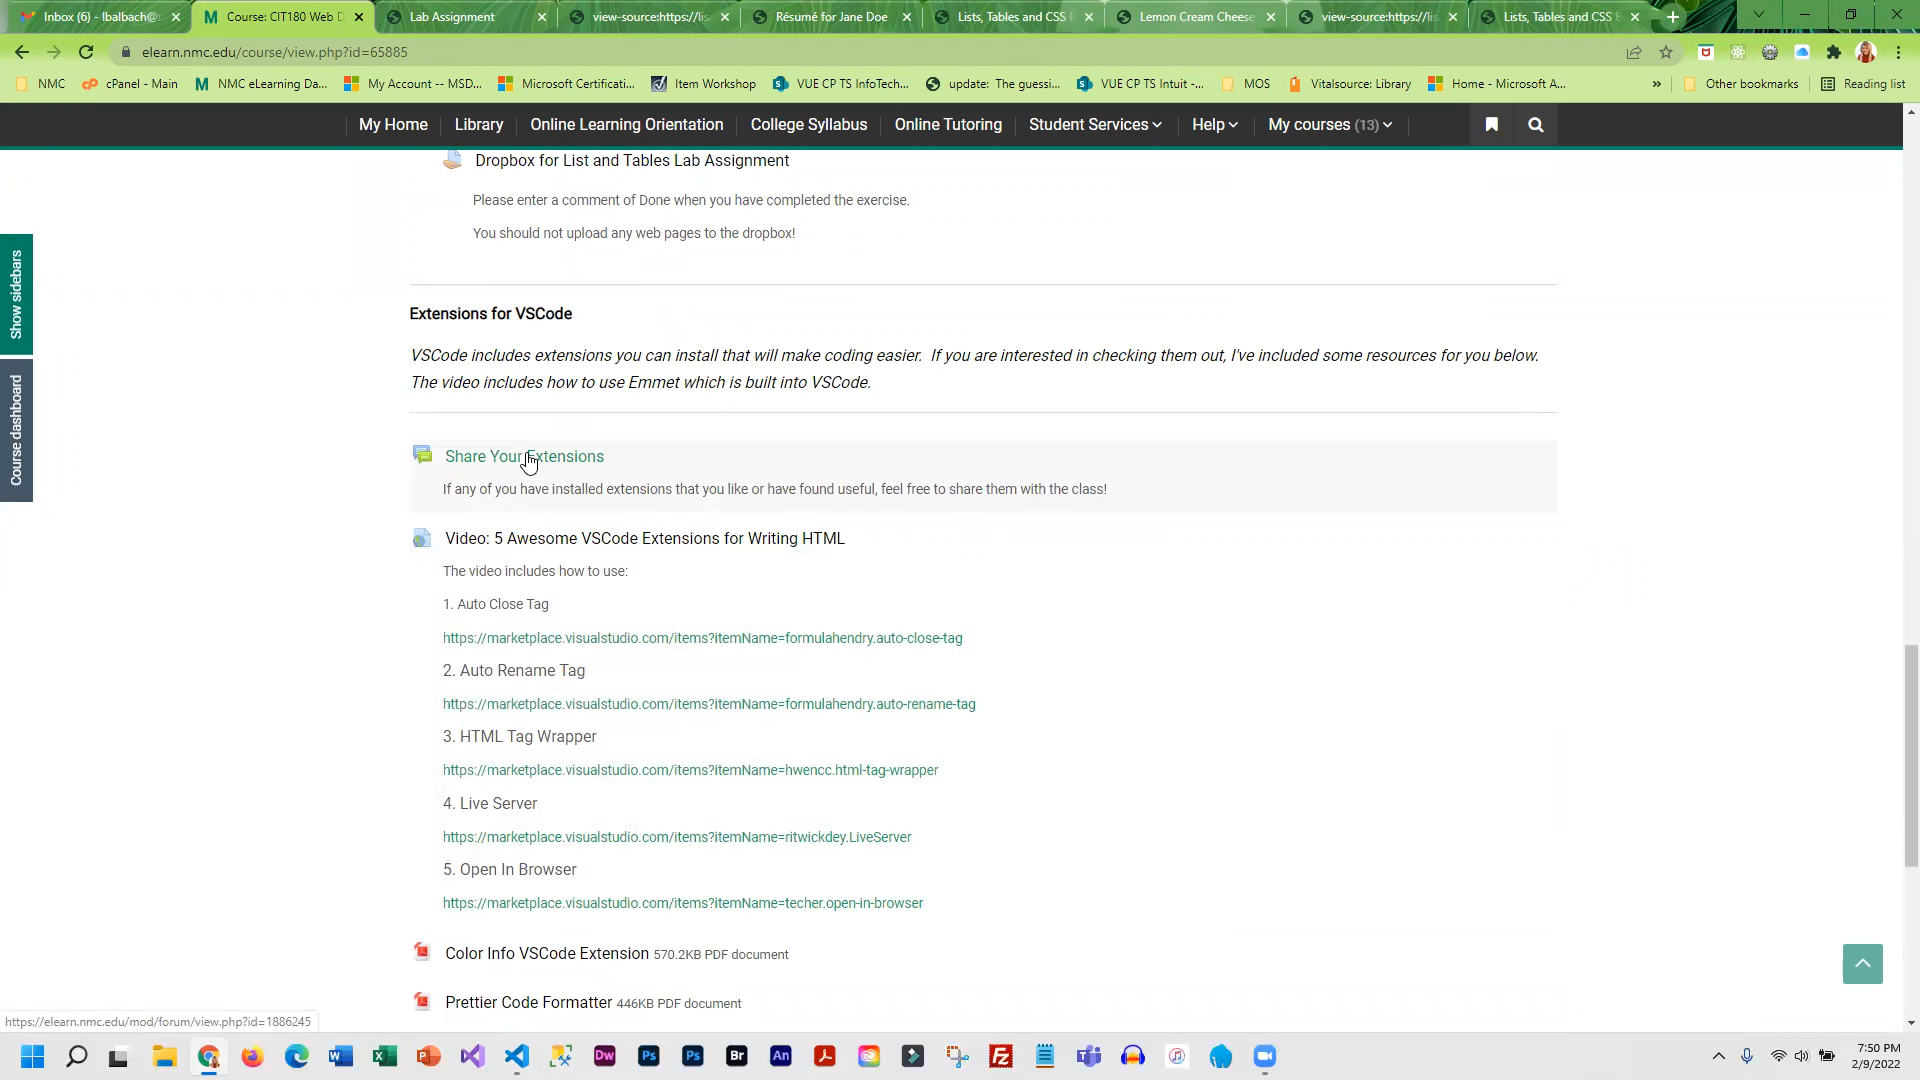 Inbox (6) - lbalbach@
Course: CIT180 Web D
Lab Assignment
view-source:https://lis
Résumé for Jane Doe
Lists, Tables and CSS B
Lemon Cream Cheese
view-source:https://lis
Lists, Tables and CSS B
elearn.nmc.edu/course/view.php?id=65885
NMC
cPanel - Main
NMC eLearning Da...
My Account -- MSD...
Microsoft Certificati...
Item Workshop
VUE CP TS InfoTech...
update: The guessi...
VUE CP TS Intuit -...
MOS
Vitalsource: Library
Home - Microsoft A...
»
Other bookmarks
Reading list
My Home
Library
Online Learning Orientation
College Syllabus
Online Tutoring
Student Services
Help
My courses (13)
Dropbox for List and Tables Lab Assignment
Please enter a comment of Done when you have completed the exercise.
You should not upload any web pages to the dropbox!
Show sidebars
Course dashboard
Extensions for VSCode
VSCode includes extensions you can install that will make coding easier. If you are interested in checking them out, I've included some resources for you below.
The video includes how to use Emmet which is built into VSCode.
Share Your Extensions
If any of you have installed extensions that you like or have found useful, feel free to share them with the class!
Video: 5 Awesome VSCode Extensions for Writing HTML
The video includes how to use:
1. Auto Close Tag
https://marketplace.visualstudio.com/items?itemName=formulahendry.auto-close-tag
2. Auto Rename Tag
https://marketplace.visualstudio.com/items?itemName=formulahendry.auto-rename-tag
3. HTML Tag Wrapper
https://marketplace.visualstudio.com/items?itemName=hwencc.html-tag-wrapper
4. Live Server
https://marketplace.visualstudio.com/items?itemName=ritwickdey.LiveServer
5. Open In Browser
https://marketplace.visualstudio.com/items?itemName=techer.open-in-browser
Color Info VSCode Extension 570.2KB PDF document
Prettier Code Formatter 446KB PDF document
https://elearn.nmc.edu/mod/forum/view.php?id=1886245
Dw
Ps
Ps
Br
An
7:50 PM
2/9/2022